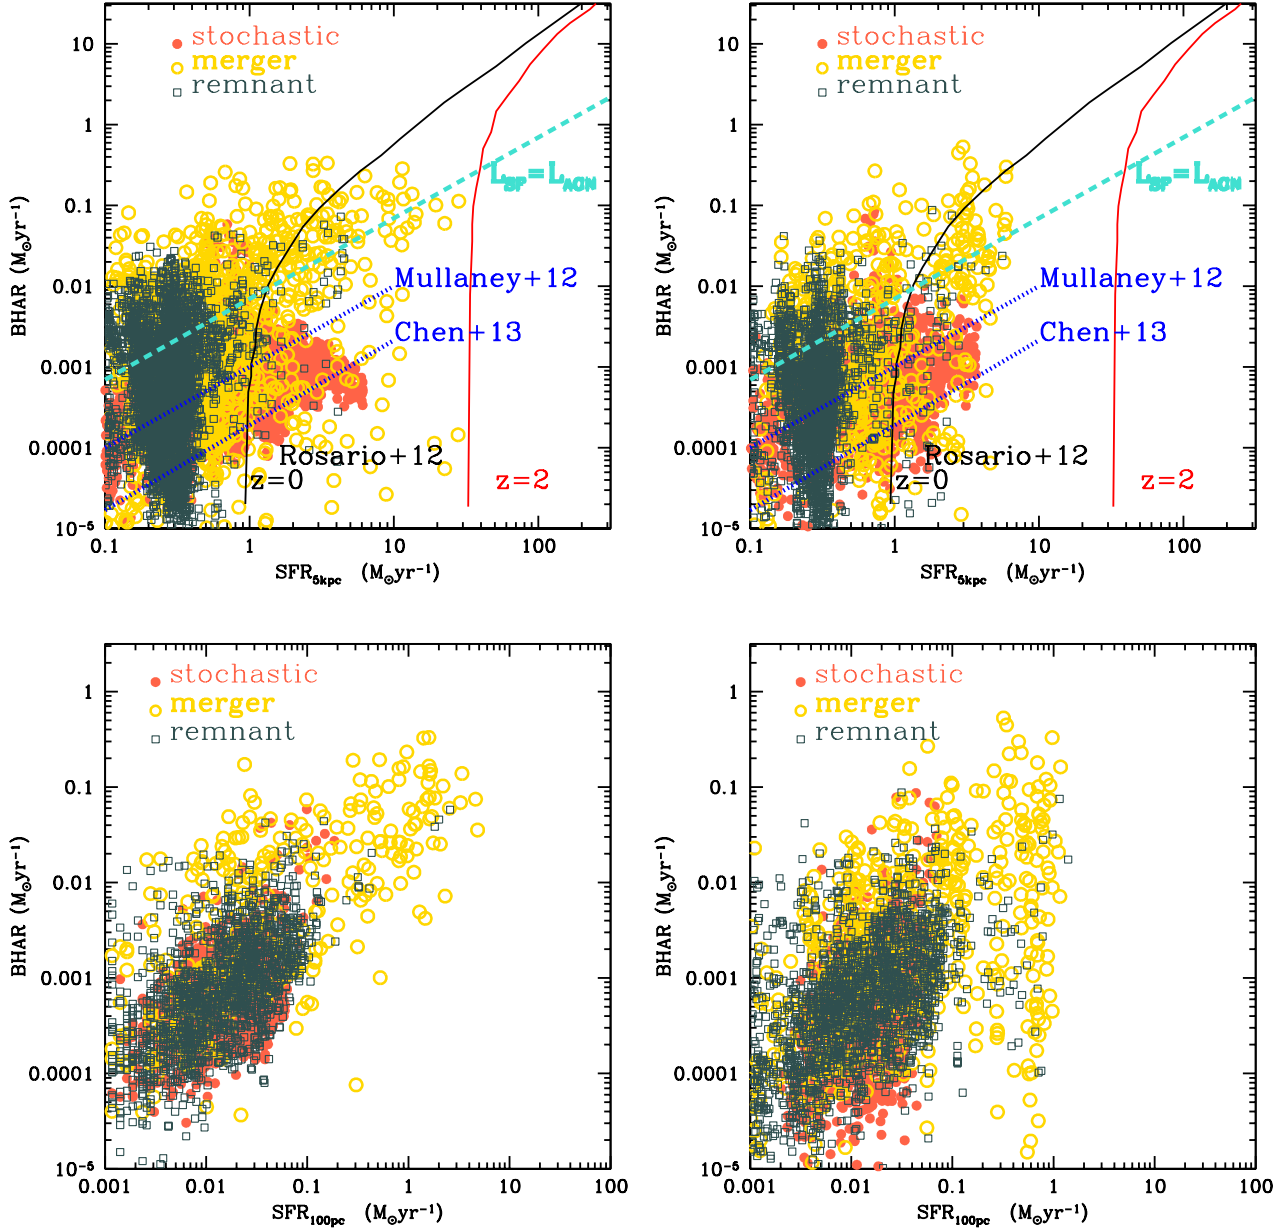 stochastic
merger
remnant
10
1
0.1
0.01
0.001
0.0001
10⁻⁵
BHAR (M⊙yr⁻¹)
L_SF=L_AGN
Mullaney+12
Chen+13
Rosario+12
z=0
z=2
0.1
1
10
100
SFR_5kpc (M⊙yr⁻¹)
stochastic
merger
remnant
10
1
0.1
0.01
0.001
0.0001
10⁻⁵
BHAR (M⊙yr⁻¹)
L_SF=L_AGN
Mullaney+12
Chen+13
Rosario+12
z=0
z=2
0.1
1
10
100
SFR_5kpc (M⊙yr⁻¹)
stochastic
merger
remnant
1
0.1
0.01
0.001
0.0001
10⁻⁵
BHAR (M⊙yr⁻¹)
0.001
0.01
0.1
1
10
100
SFR_100pc (M⊙yr⁻¹)
stochastic
merger
remnant
1
0.1
0.01
0.001
0.0001
10⁻⁵
BHAR (M⊙yr⁻¹)
0.001
0.01
0.1
1
10
100
SFR_100pc (M⊙yr⁻¹)